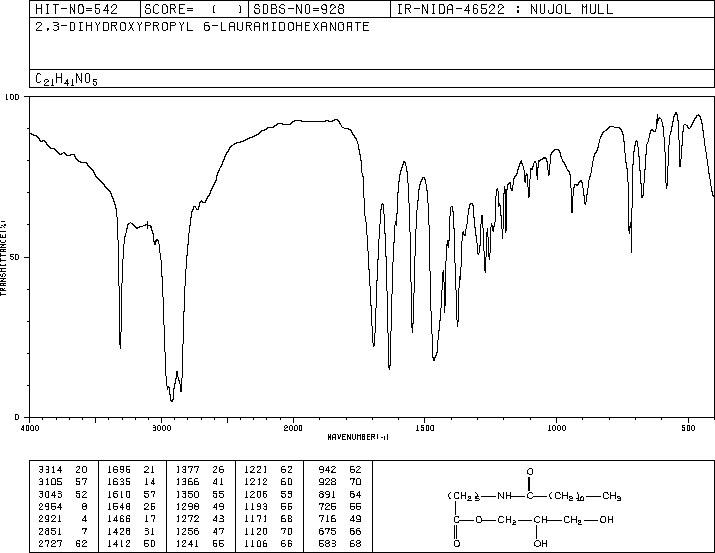 HIT-NO=542 SCORE= ( ) SDBS-NO=928 IR-NIDA-46522 : NUJOL MULL
2,3-DIHYDROXYPROPYL 6-LAURAMIDOHEXANOATE
C21H41NO5
100
50
0
TRANSMITTANCE(%)
4000 3000 2000 1500 1000 500
WAVENUMBER(-1)
3314 20 1696 21 1377 26 1221 62 942 62
3105 57 1635 14 1366 41 1212 60 928 70
3043 52 1610 57 1350 55 1206 55 891 64
2954 8 1548 26 1298 49 1193 55 725 55
2921 4 1466 17 1272 43 1171 68 716 49
2851 7 1428 31 1256 47 1120 70 675 66
2727 62 1412 50 1241 55 1106 66 583 68
O
(CH2)5 NH C (CH2)10 CH3
C O CH2 CH CH2 OH
O OH